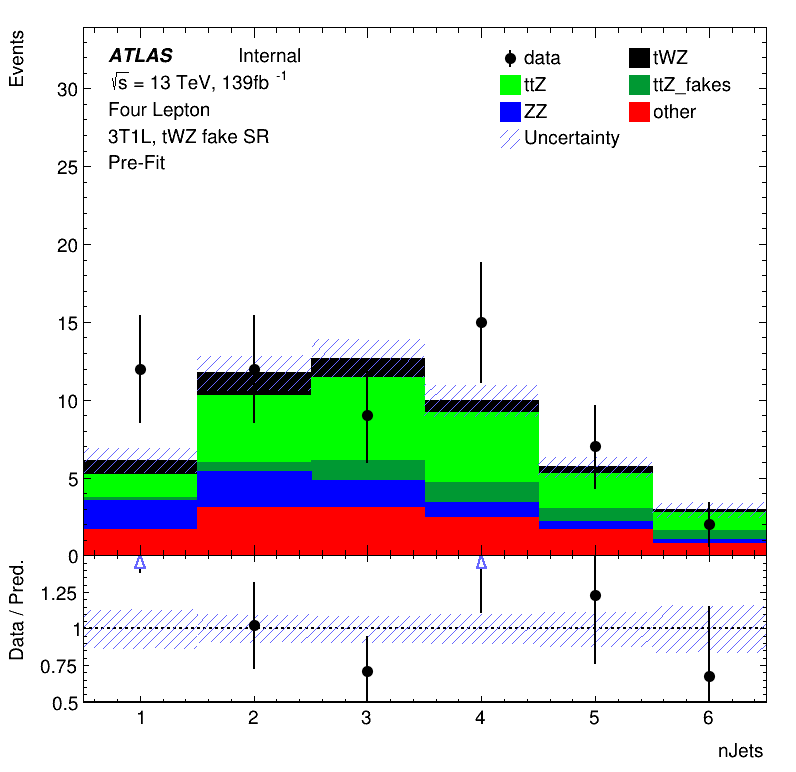 Events
ATLAS Internal
√s = 13 TeV, 139fb -1
Four Lepton
3T1L, tWZ fake SR
Pre-Fit
data tWZ
ttZ ttZ_fakes
ZZ other
Uncertainty
30
25
20
15
10
5
0
Data / Pred.
1.25
1
0.75
0.5
1 2 3 4 5 6
nJets